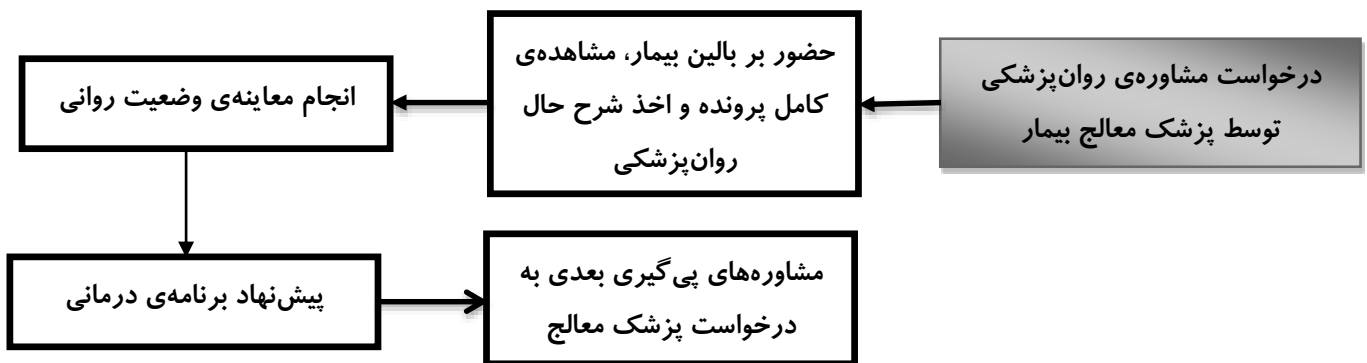 درخواست مشاوره‌ی روان‌پزشکی
توسط پزشک معالج بیمار
حضور بر بالین بیمار، مشاهده‌ی
کامل پرونده و اخذ شرح حال
روان‌پزشکی
انجام معاینه‌ی وضعیت روانی
پیش‌نهاد برنامه‌ی درمانی
مشاوره‌های پی‌گیری بعدی به
درخواست پزشک معالج